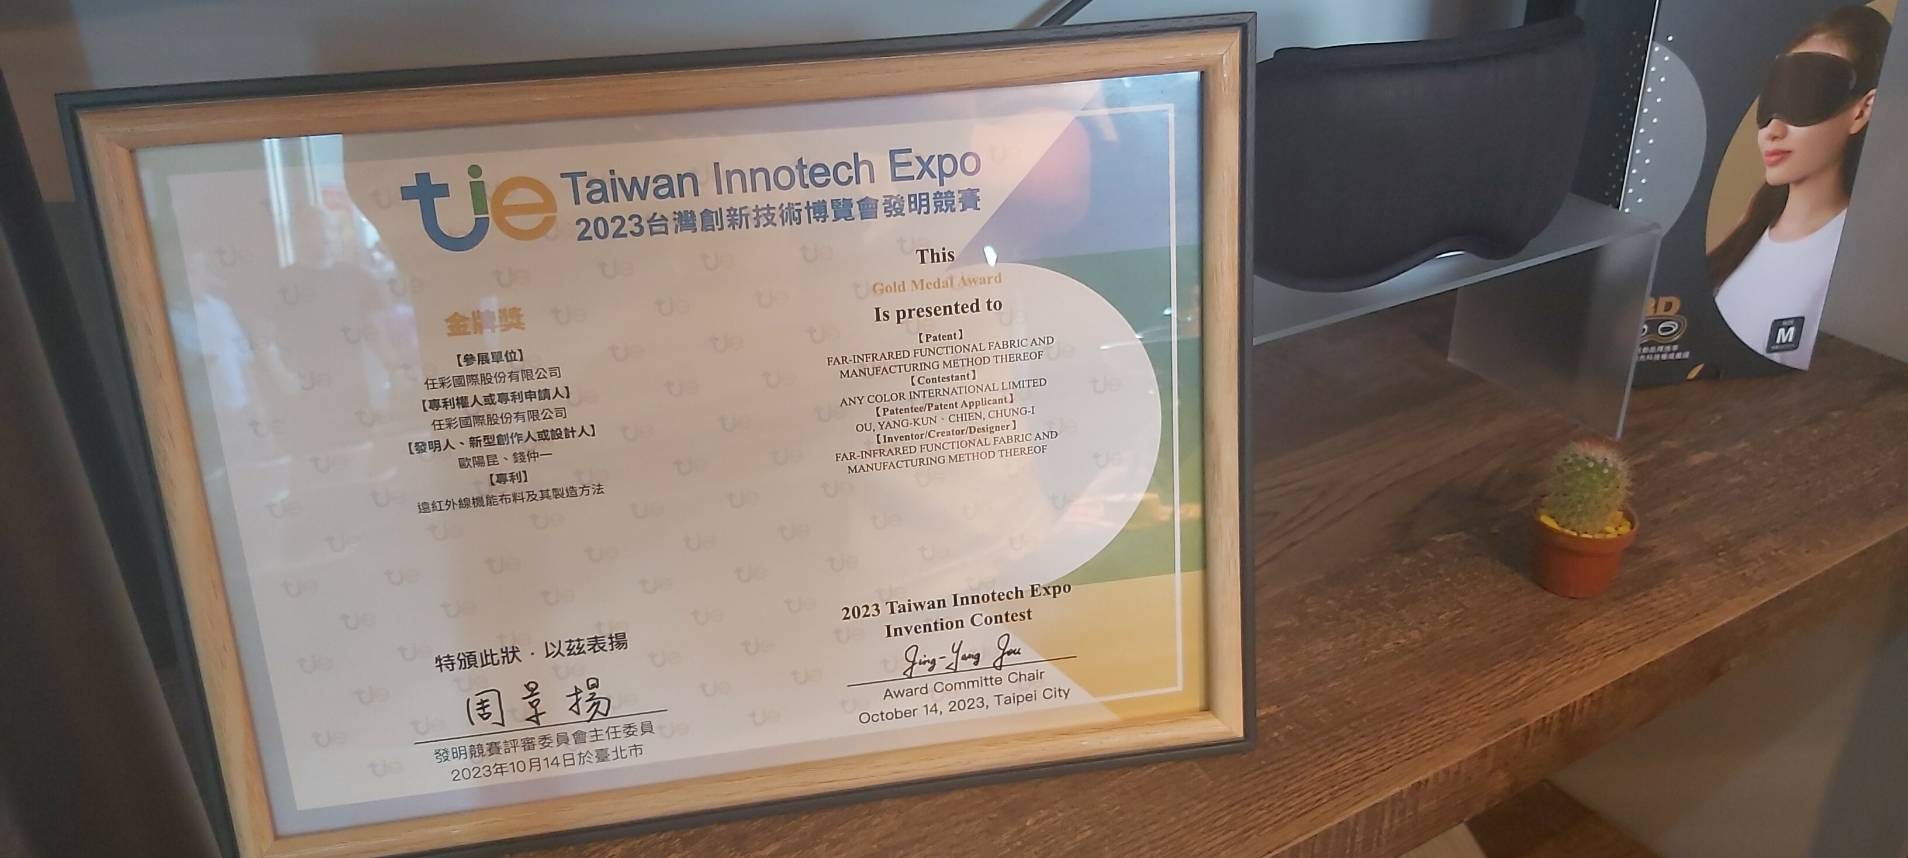 tie Taiwan Innotech Expo
2023台灣創新技術博覽會發明競賽
金牌獎
【參展單位】
任彩國際股份有限公司
【專利權人或專利申請人】
任彩國際股份有限公司
【發明人、新型創作人或設計人】
歐陽昆、錢仲一
【專利】
遠紅外線機能布料及其製造方法
特頒此狀．以茲表揚
周景揚
發明競賽評審委員會主任委員
2023年10月14日於臺北市
This
Gold Medal Award
Is presented to
【Patent】
FAR-INFRARED FUNCTIONAL FABRIC AND
MANUFACTURING METHOD THEREOF
【Contestant】
ANY COLOR INTERNATIONAL LIMITED
【Patentee/Patent Applicant】
OU, YANG-KUN、CHIEN, CHUNG-I
【Inventor/Creator/Designer】
FAR-INFRARED FUNCTIONAL FABRIC AND
MANUFACTURING METHOD THEREOF
2023 Taiwan Innotech Expo
Invention Contest
Jing-Yang Jou
Award Committe Chair
October 14, 2023, Taipei City
3D
M